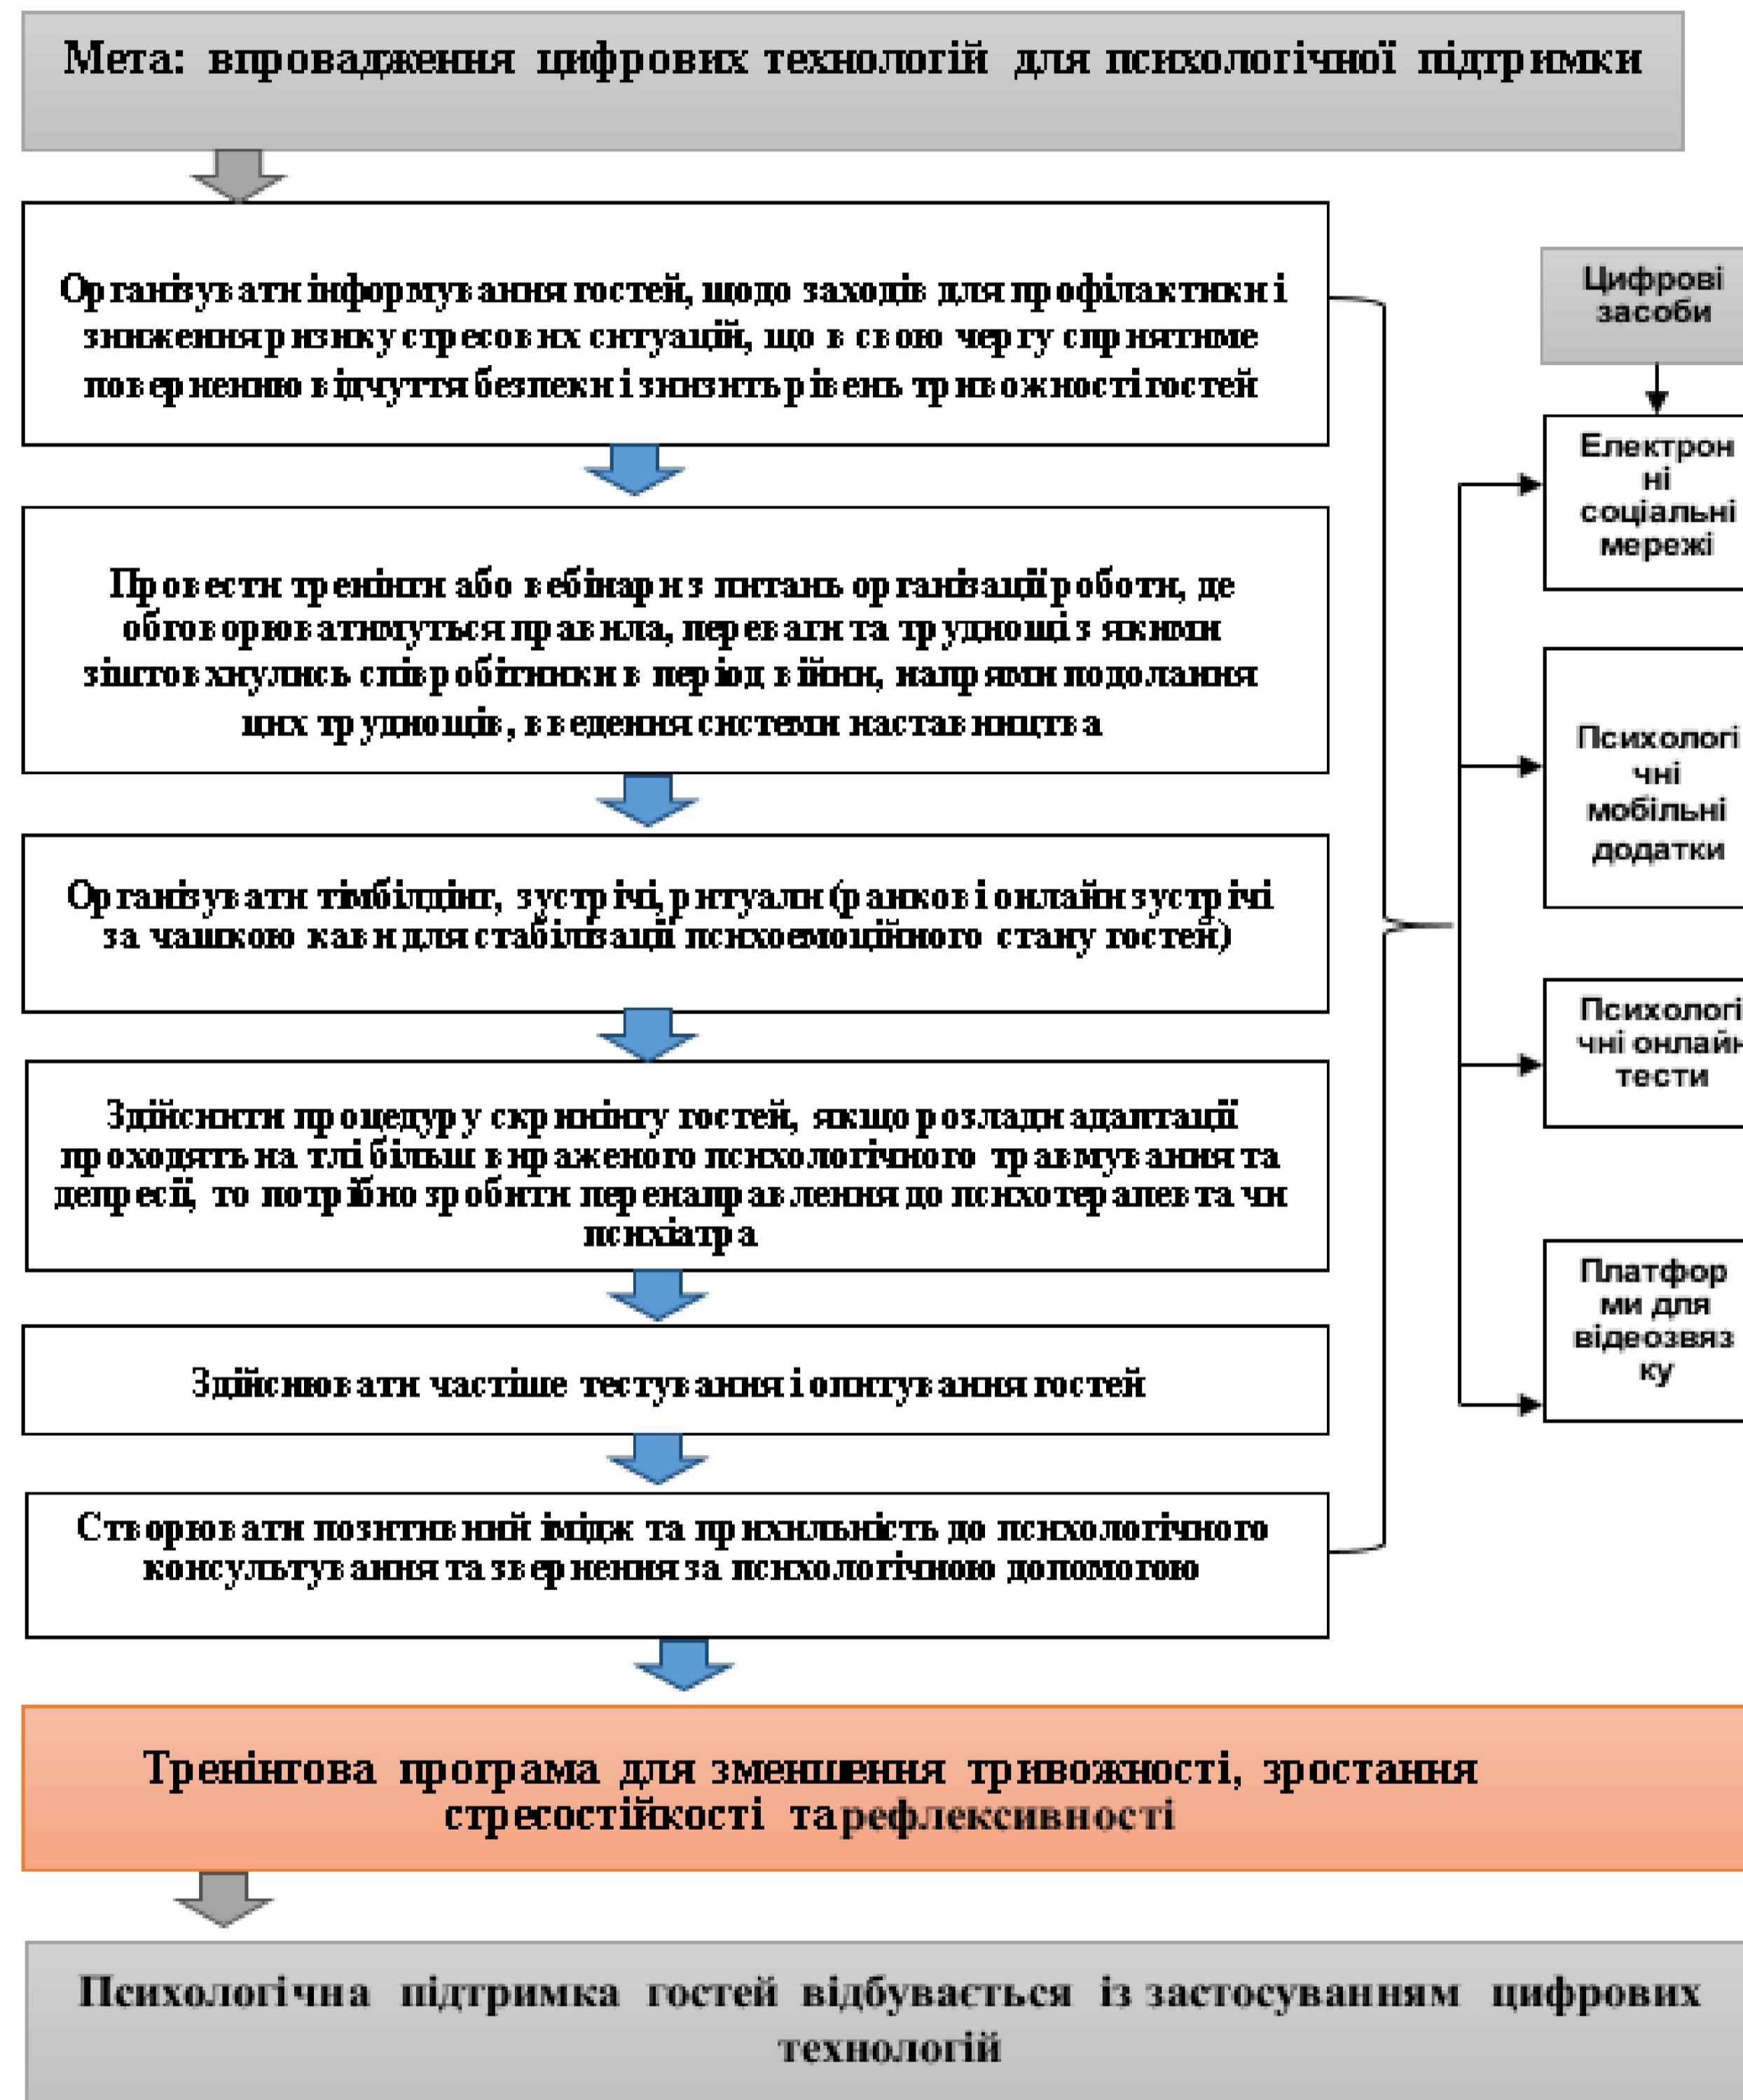 Мета: впровадження цифрових технологій для психологічної підтримки
Організувати інформування гостей, щодо заходів для профілактики і
зниження ризику стресових ситуацій, що в свою чергу сприятиме
поверненню відчуття безпеки і знизить рівень тривожності гостей
Провести тренінги або вебінари з питань організації роботи, де
обговорюватимуться правила, переваги та труднощі з якими
зіштовхнулись співробітники в період війни, напрями подолання
цих труднощів, введення системи наставництва
Організувати тімбілдінг, зустрічі, ритуали (ранкові онлайн зустрічі
за чашкою кави для стабілізації психоемоційного стану гостей)
Здійснити процедуру скринінгу гостей, якщо розлади адаптації
проходять на тлі більш вираженого психологічного травмування та
депресії, то потрібно зробити перенаправлення до психотерапевта чи
психіатра
Здійснювати частіше тестування і опитування гостей
Створювати позитивний імідж та прихильність до психологічного
консультування та звернення за психологічною допомогою
Цифрові
засоби
Електрон
ні
соціальні
мережі
Психологі
чні
мобільні
додатки
Психологі
чні онлайн
тести
Платфор
ми для
відеозвяз
ку
Тренінгова програма для зменшення тривожності, зростання
стресостійкості та рефлексивності
Психологічна підтримка гостей відбувається із застосуванням цифрових
технологій